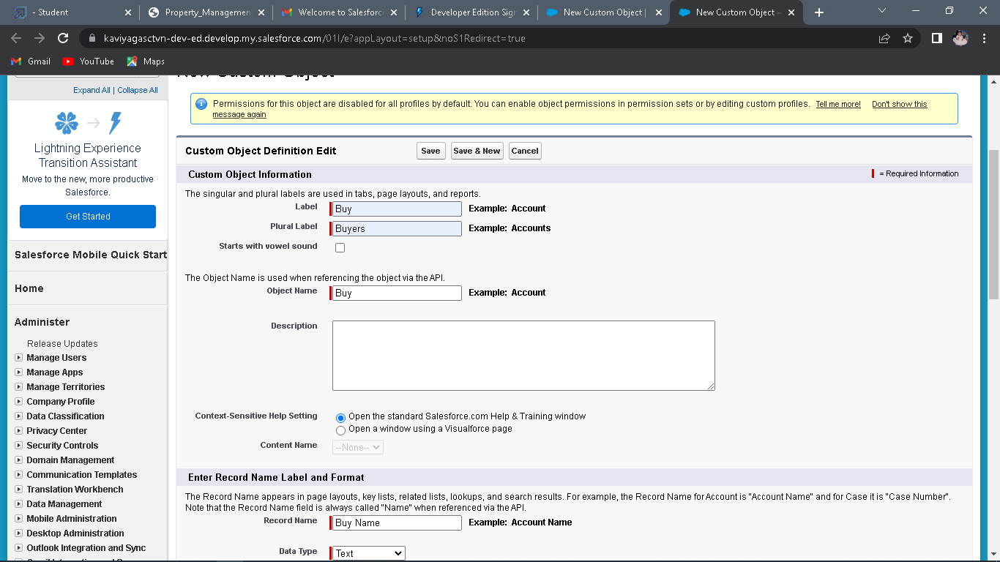 - Student
Property_Management
Welcome to Salesforce
Developer Edition Sig
New Custom Object |
New Custom Object ~
kaviyagasctvn-dev-ed.develop.my.salesforce.com/01I/e?appLayout=setup&noS1Redirect=true
Gmail
YouTube
Maps
New Custom Object
Expand All | Collapse All
Lightning Experience
Transition Assistant
Move to the new, more productive
Salesforce.
Get Started
Salesforce Mobile Quick Start
Home
Administer
Release Updates
Manage Users
Manage Apps
Manage Territories
Company Profile
Data Classification
Privacy Center
Security Controls
Domain Management
Communication Templates
Translation Workbench
Data Management
Mobile Administration
Desktop Administration
Outlook Integration and Sync
Permissions for this object are disabled for all profiles by default. You can enable object permissions in permission sets or by editing custom profiles. Tell me more! Don't show this
message again
Custom Object Definition Edit Save Save & New Cancel
Custom Object Information = Required Information
The singular and plural labels are used in tabs, page layouts, and reports.
Label Buy Example: Account
Plural Label Buyers Example: Accounts
Starts with vowel sound
The Object Name is used when referencing the object via the API.
Object Name Buy Example: Account
Description
Context-Sensitive Help Setting Open the standard Salesforce.com Help & Training window
Open a window using a Visualforce page
Content Name --None--
Enter Record Name Label and Format
The Record Name appears in page layouts, key lists, related lists, lookups, and search results. For example, the Record Name for Account is "Account Name" and for Case it is "Case Number".
Note that the Record Name field is always called "Name" when referenced via the API.
Record Name Buy Name Example: Account Name
Data Type Text